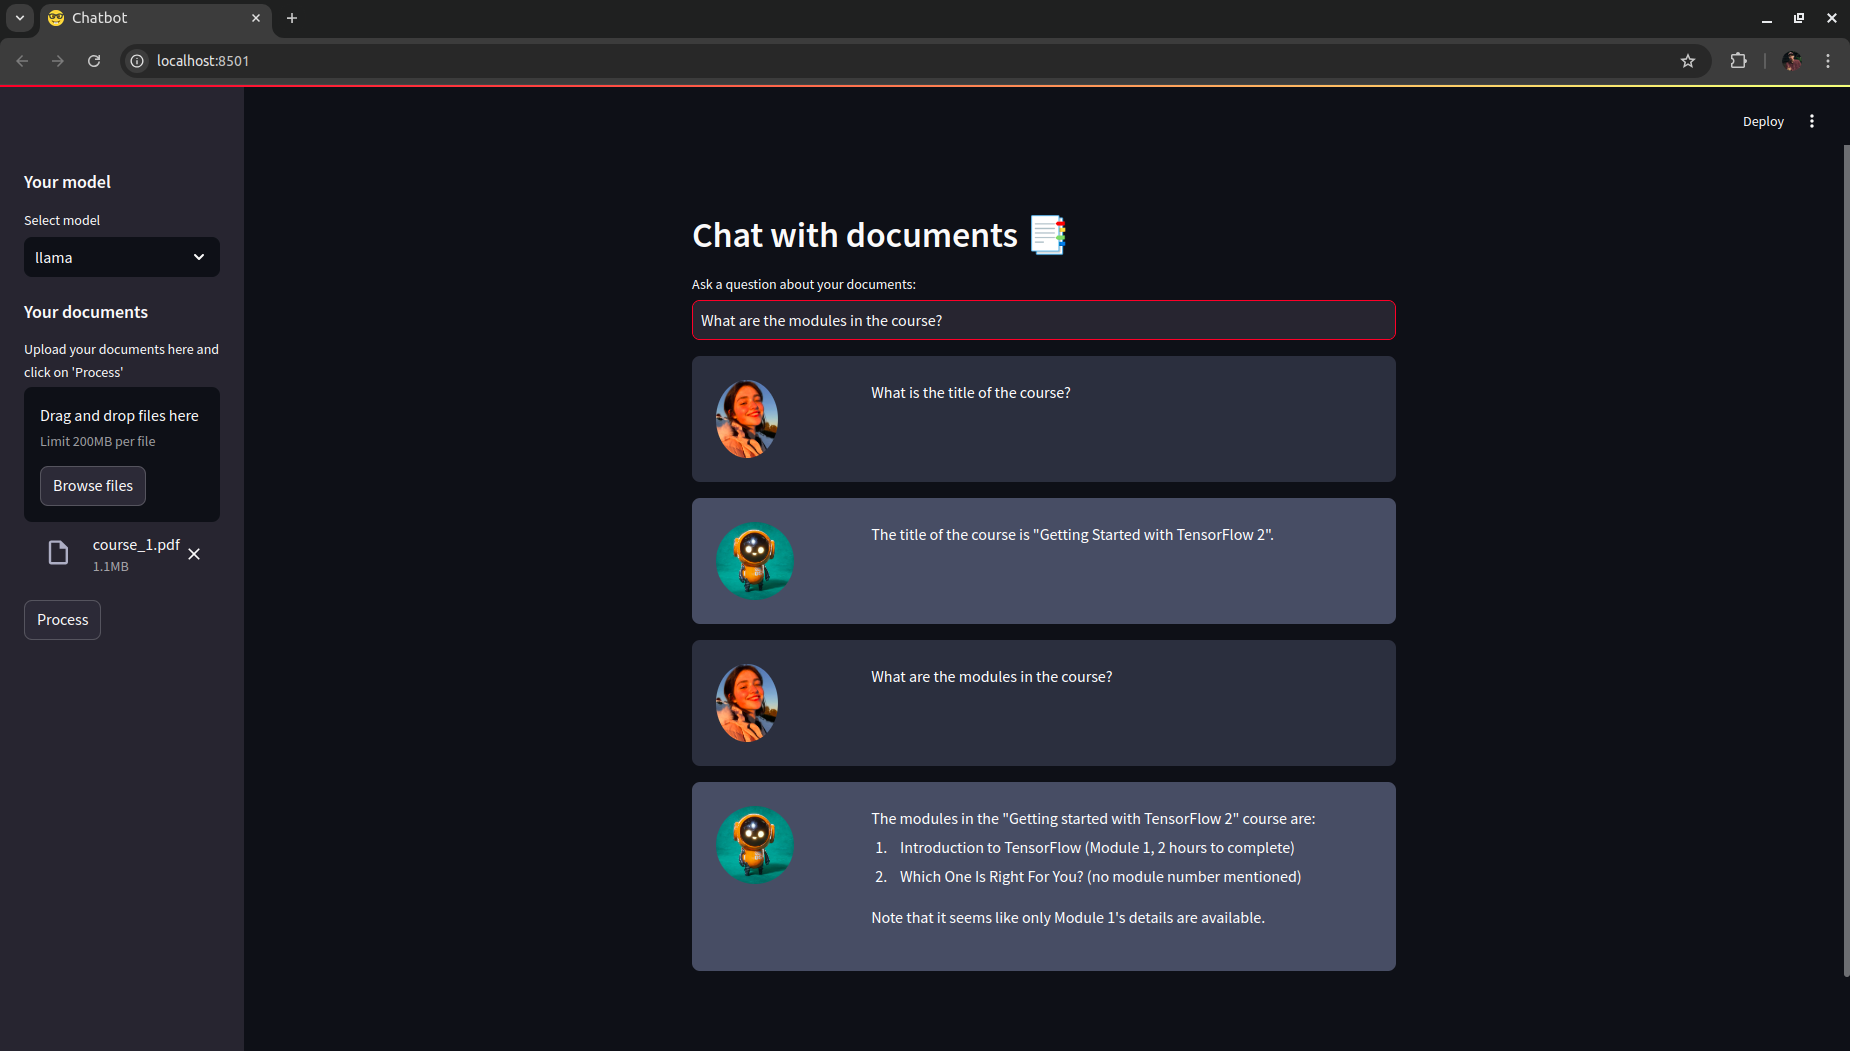 Chatbot
localhost:8501
Deploy
Your model
Select model
llama
Your documents
Upload your documents here and
click on 'Process'
Drag and drop files here
Limit 200MB per file
Browse files
course_1.pdf
1.1MB
Process
Chat with documents
Ask a question about your documents:
What are the modules in the course?
What is the title of the course?
The title of the course is "Getting Started with TensorFlow 2".
What are the modules in the course?
The modules in the "Getting started with TensorFlow 2" course are:
1. Introduction to TensorFlow (Module 1, 2 hours to complete)
2. Which One Is Right For You? (no module number mentioned)
Note that it seems like only Module 1's details are available.